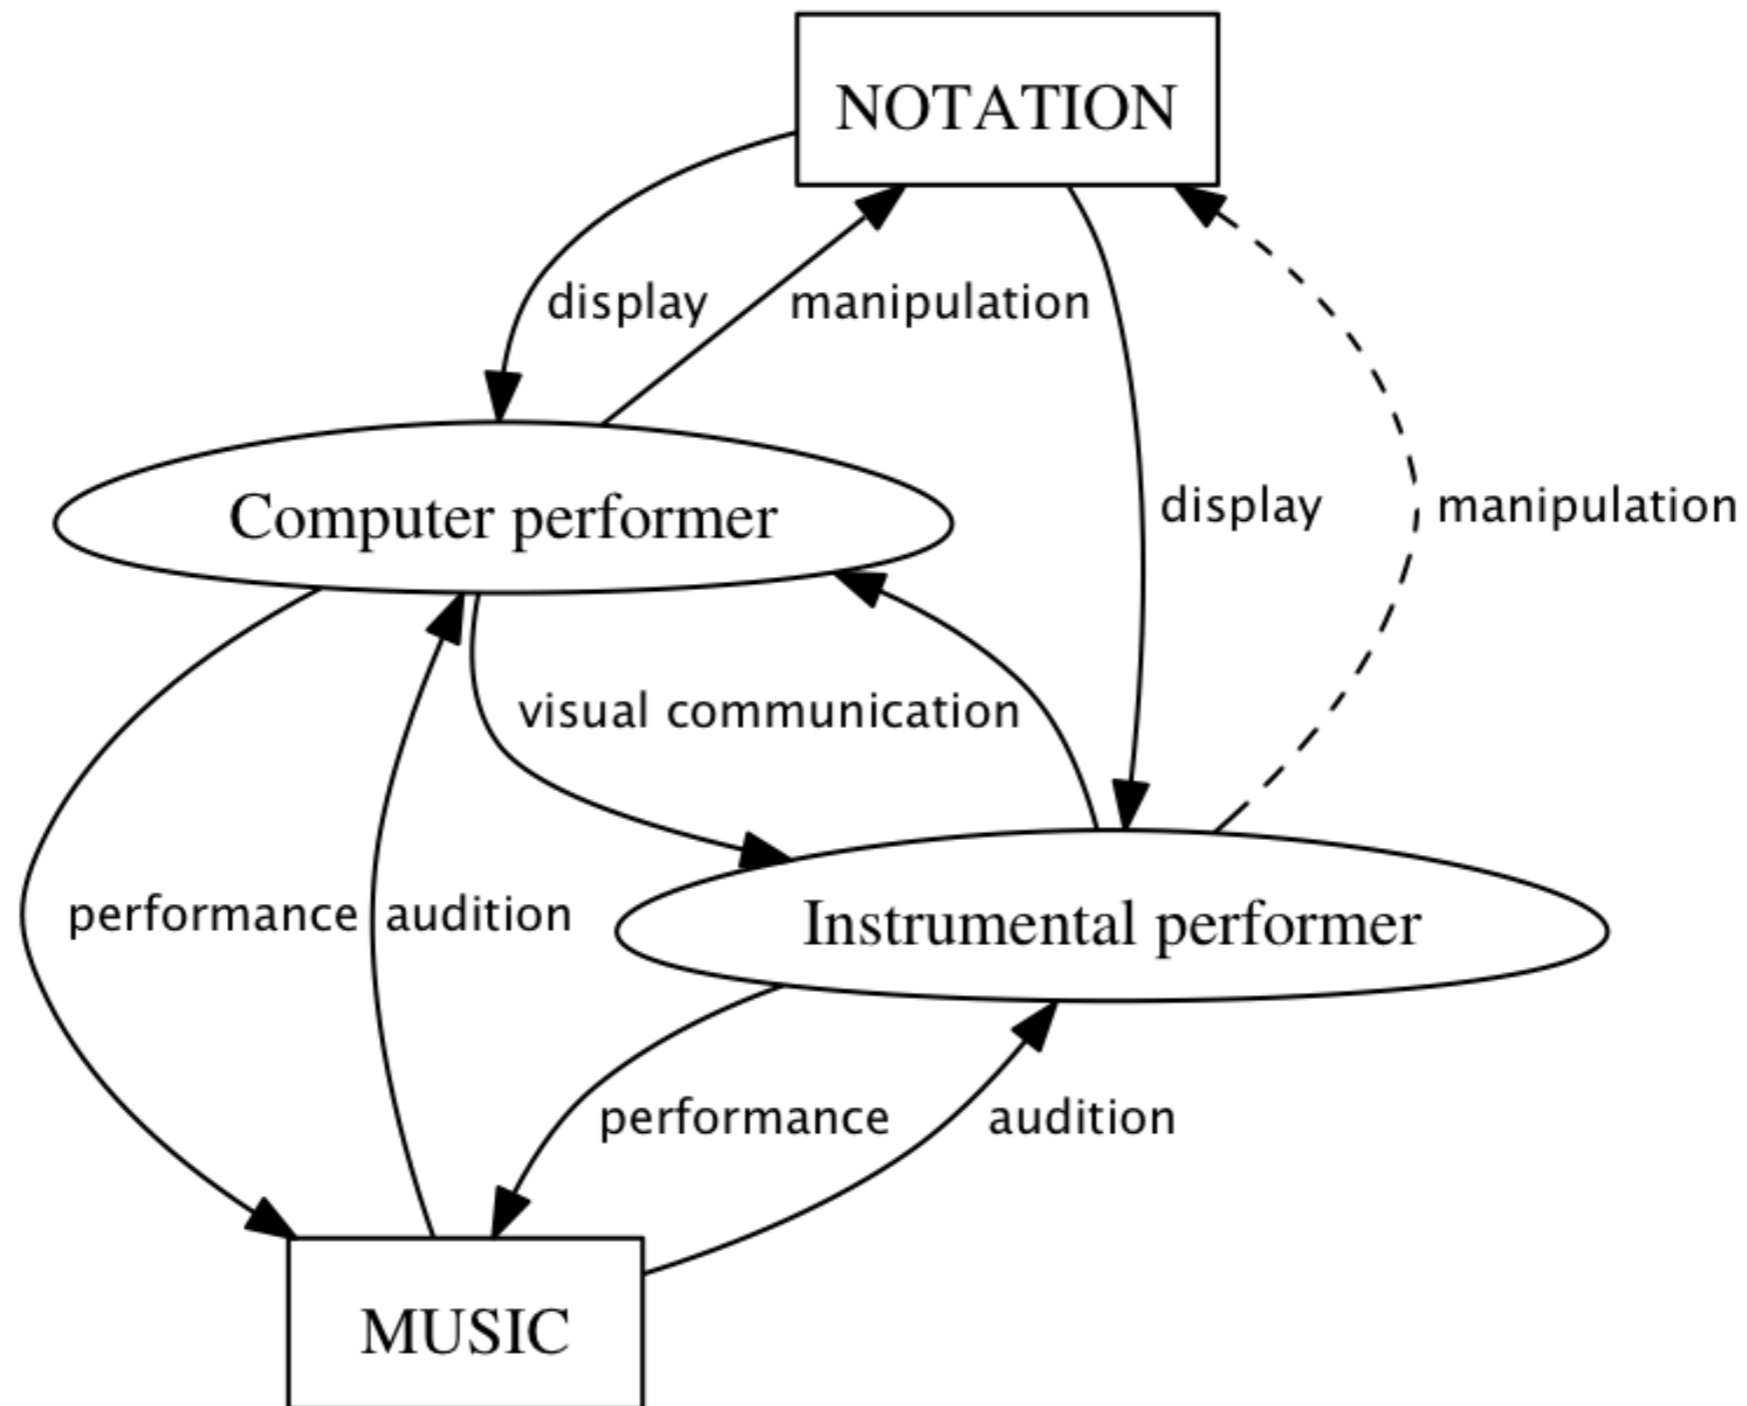 NOTATION
display
manipulation
Computer performer
display
manipulation
visual communication
performance
audition
Instrumental performer
performance
audition
MUSIC